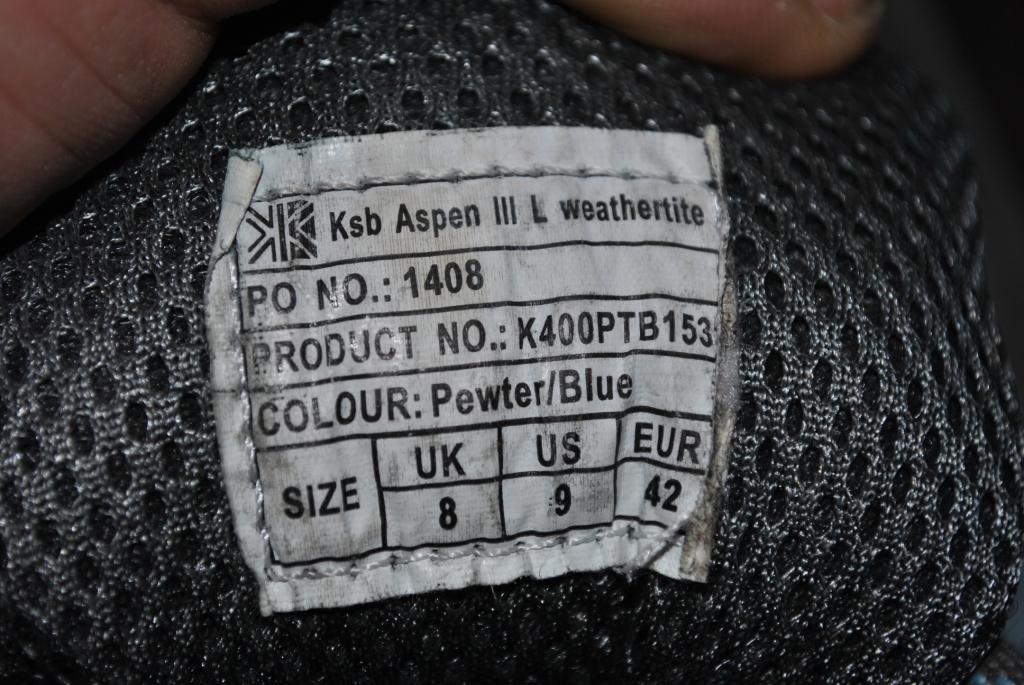 Ksb Aspen III L weathertite
PO NO.: 1408
PRODUCT NO.: K400PTB153
COLOUR: Pewter/Blue
SIZE UK US EUR
8 9 42